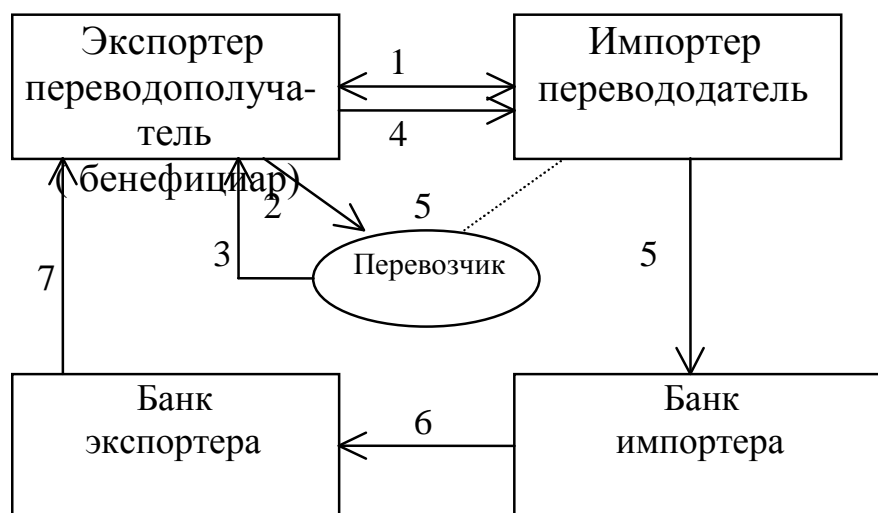 Экспортер
переводополуча-
тель
( бенефициар)
1
4
Импортер
перевододатель
2
5
3
Перевозчик
7
5
Банк
экспортера
6
Банк
импортера